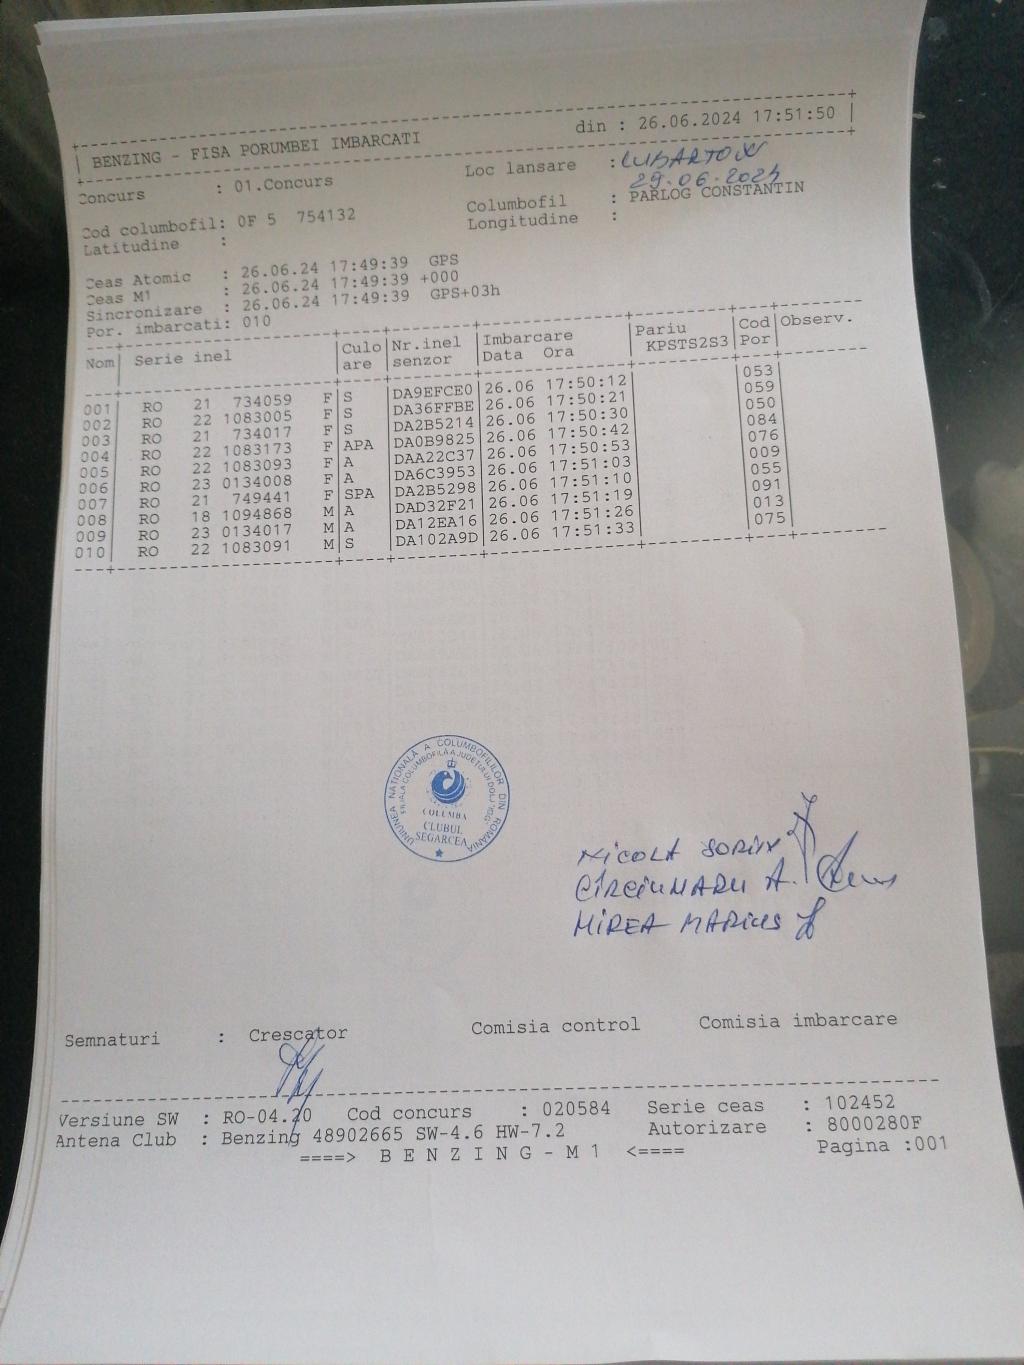 BENZING - FISA PORUMBEI IMBARCATI din : 26.06.2024 17:51:50
Concurs : 01.Concurs Loc lansare : LUBARTOW
29.06.2024
Cod columbofil: 0F 5 754132 Columbofil : PARLOG CONSTANTIN
Latitudine : Longitudine :
Ceas Atomic : 26.06.24 17:49:39 GPS
Ceas M1 : 26.06.24 17:49:39 +000
Sincronizare : 26.06.24 17:49:39 GPS+03h
Por. imbarcati: 010
Nom| Serie inel |Culo|Nr.inel|Imbarcare |Pariu |Cod|Observ.
are |senzor |Data Ora | KPSTS2S3|Por|
001| RO 21 734059 F|S |DA9EFCE0|26.06 17:50:12| |053|
002| RO 22 1083005 F|S |DA36FFBE|26.06 17:50:21| |059|
003| RO 21 734017 F|S |DA2B5214|26.06 17:50:30| |050|
004| RO 22 1083173 F|APA |DA0B9825|26.06 17:50:42| |084|
005| RO 22 1083093 F|A |DAA22C37|26.06 17:50:53| |076|
006| RO 23 0134008 F|A |DA6C3953|26.06 17:51:03| |009|
007| RO 21 749441 F|SPA |DA2B5298|26.06 17:51:10| |055|
008| RO 18 1094868 M|A |DAD32F21|26.06 17:51:19| |091|
009| RO 23 0134017 M|A |DA12EA16|26.06 17:51:26| |013|
010| RO 22 1083091 M|S |DA102A9D|26.06 17:51:33| |075|
UNIUNEA NATIONALĂ A COLUMBOFILILOR DIN ROMANIA
FILIALA COLUMBOFILĂ A JUDEŢULUI DOLJ
COLUMBA
CLUBUL
SEGARCEA
NICOLA SORIN
CÎRCIUMARU A.
MIREA MARIUS
Semnaturi : Crescator Comisia control Comisia imbarcare
Versiune SW : RO-04.20 Cod concurs : 020584 Serie ceas : 102452
Antena Club : Benzing 48902665 SW-4.6 HW-7.2 Autorizare : 8000280F
====> B E N Z I N G - M 1 <==== Pagina :001